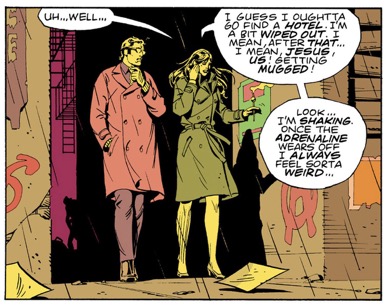 UH...,WELL...
I GUESS I OUGHTTA
GO FIND A HOTEL. I'M
A BIT WIPED OUT. I
MEAN, AFTER THAT...
I MEAN, JESUS,
US! GETTING
MUGGED!
LOOK...
I'M SHAKING.
ONCE THE
ADRENALINE
WEARS OFF
I ALWAYS
FEEL SORTA
WEIRD...